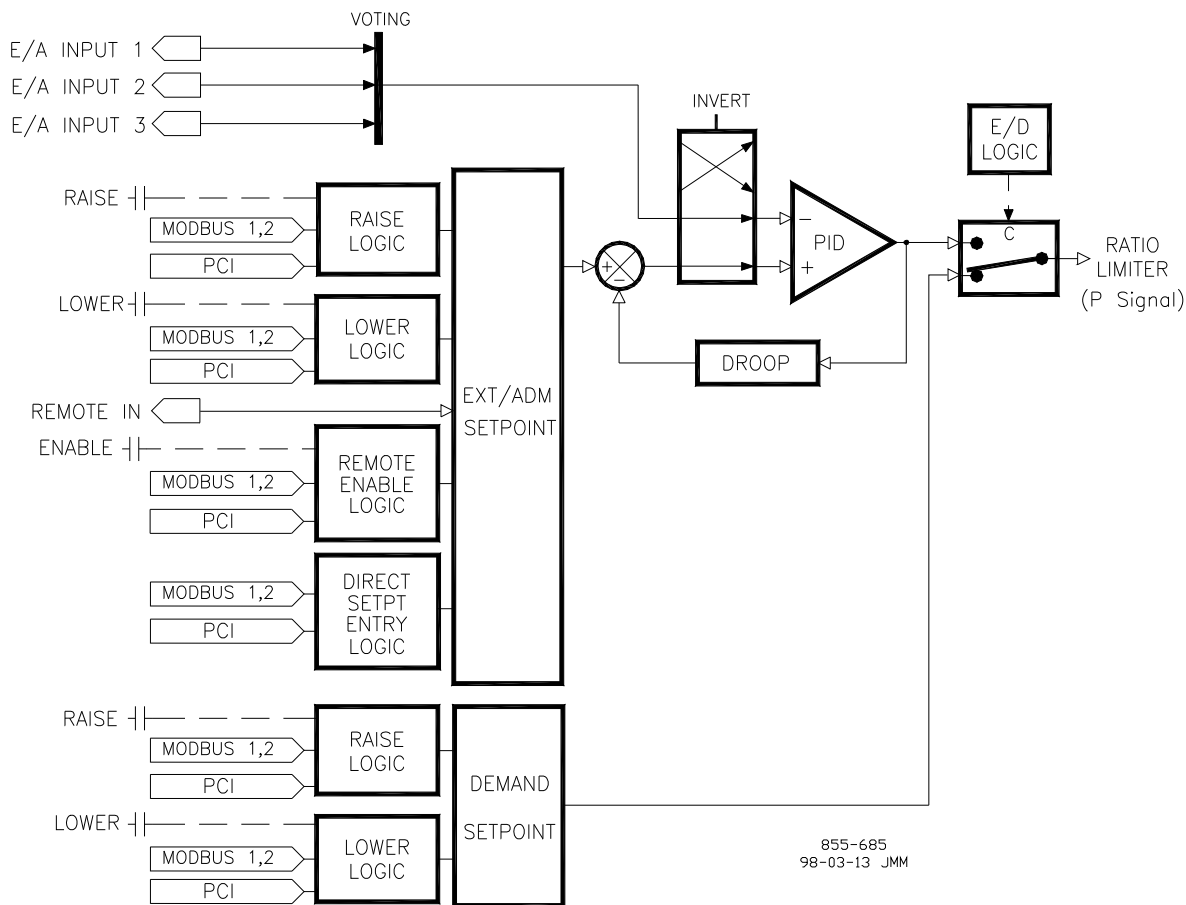 VOTING
E/A INPUT 1
E/A INPUT 2
E/A INPUT 3
INVERT
E/D
LOGIC
RAISE
MODBUS 1,2
PCI
RAISE
LOGIC
LOWER
MODBUS 1,2
PCI
LOWER
LOGIC
REMOTE IN
ENABLE
MODBUS 1,2
PCI
REMOTE
ENABLE
LOGIC
MODBUS 1,2
PCI
DIRECT
SETPT
ENTRY
LOGIC
EXT/ADM
SETPOINT
+
−
−
+
PID
DROOP
C
RATIO
LIMITER
(P Signal)
RAISE
MODBUS 1,2
PCI
RAISE
LOGIC
LOWER
MODBUS 1,2
PCI
LOWER
LOGIC
DEMAND
SETPOINT
855-685
98-03-13 JMM